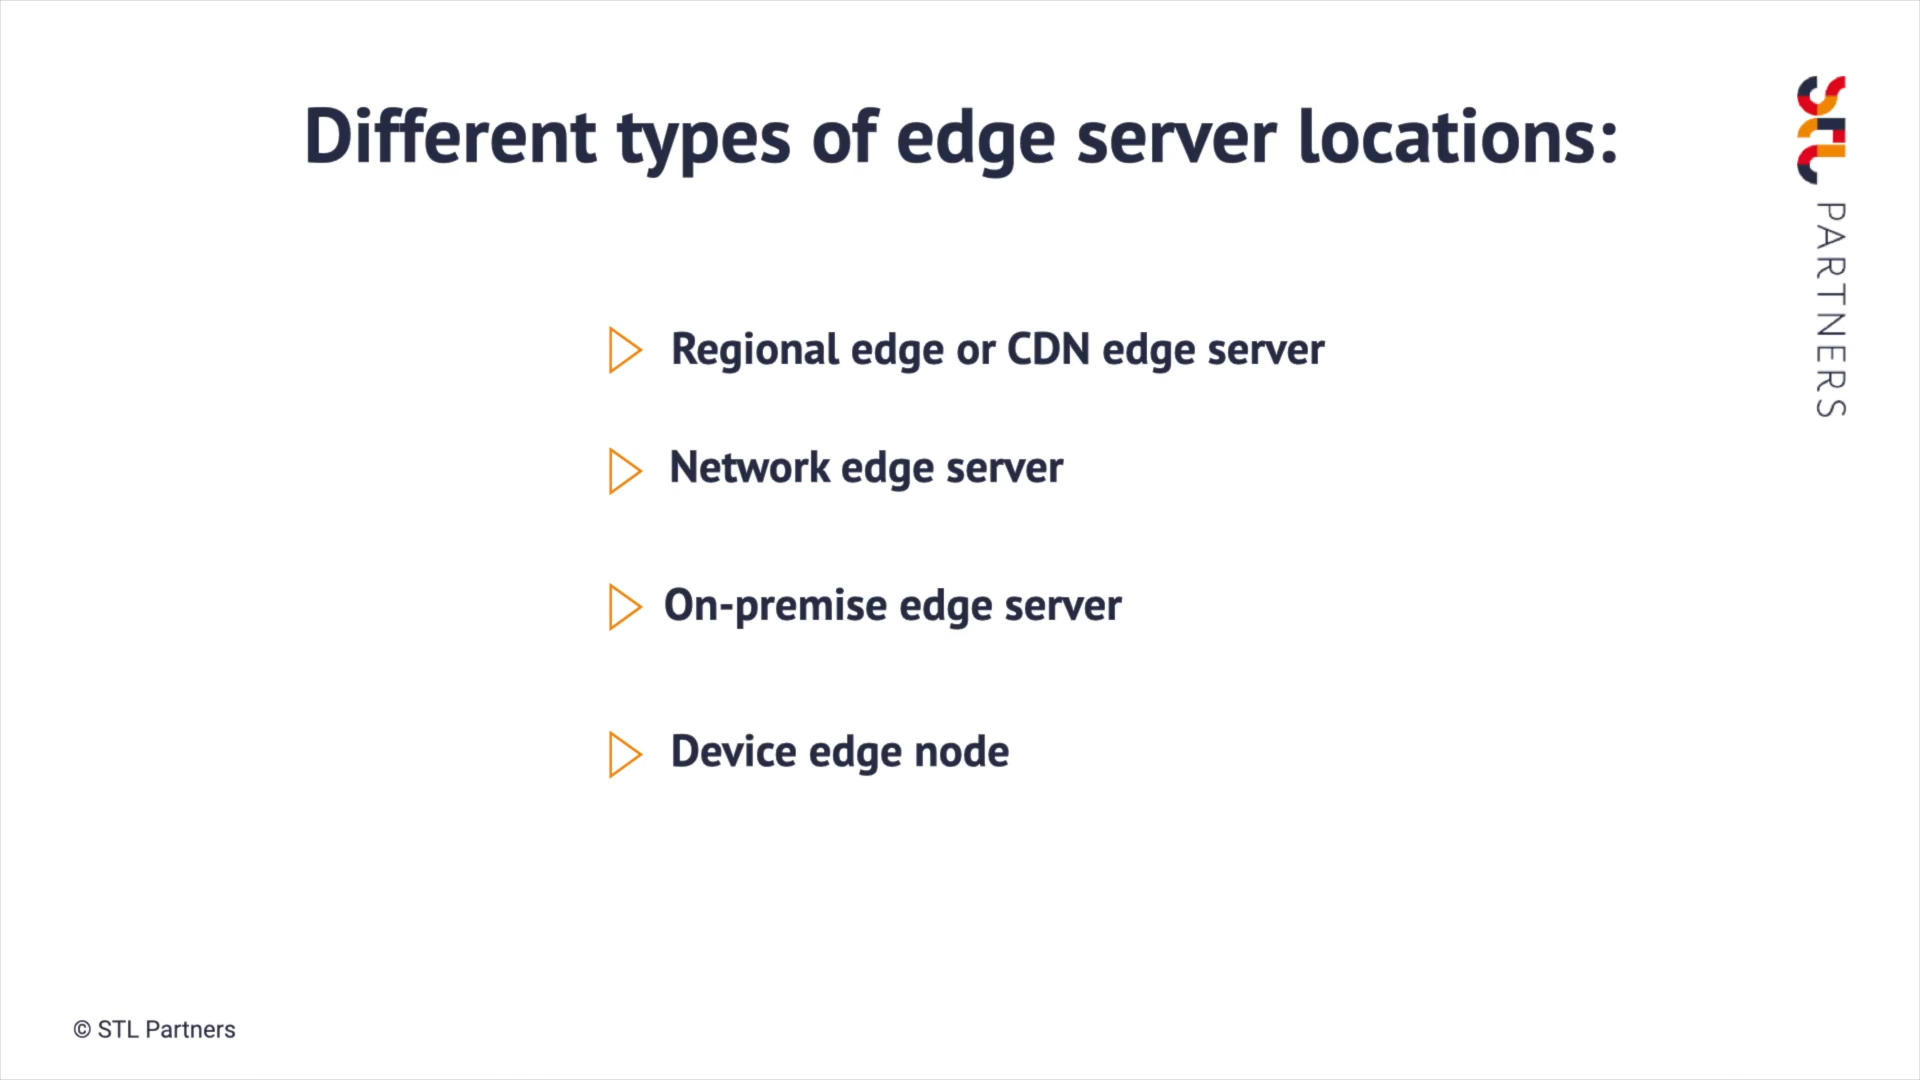 Different types of edge server locations:
STL PARTNERS
Regional edge or CDN edge server
Network edge server
On-premise edge server
Device edge node
© STL Partners